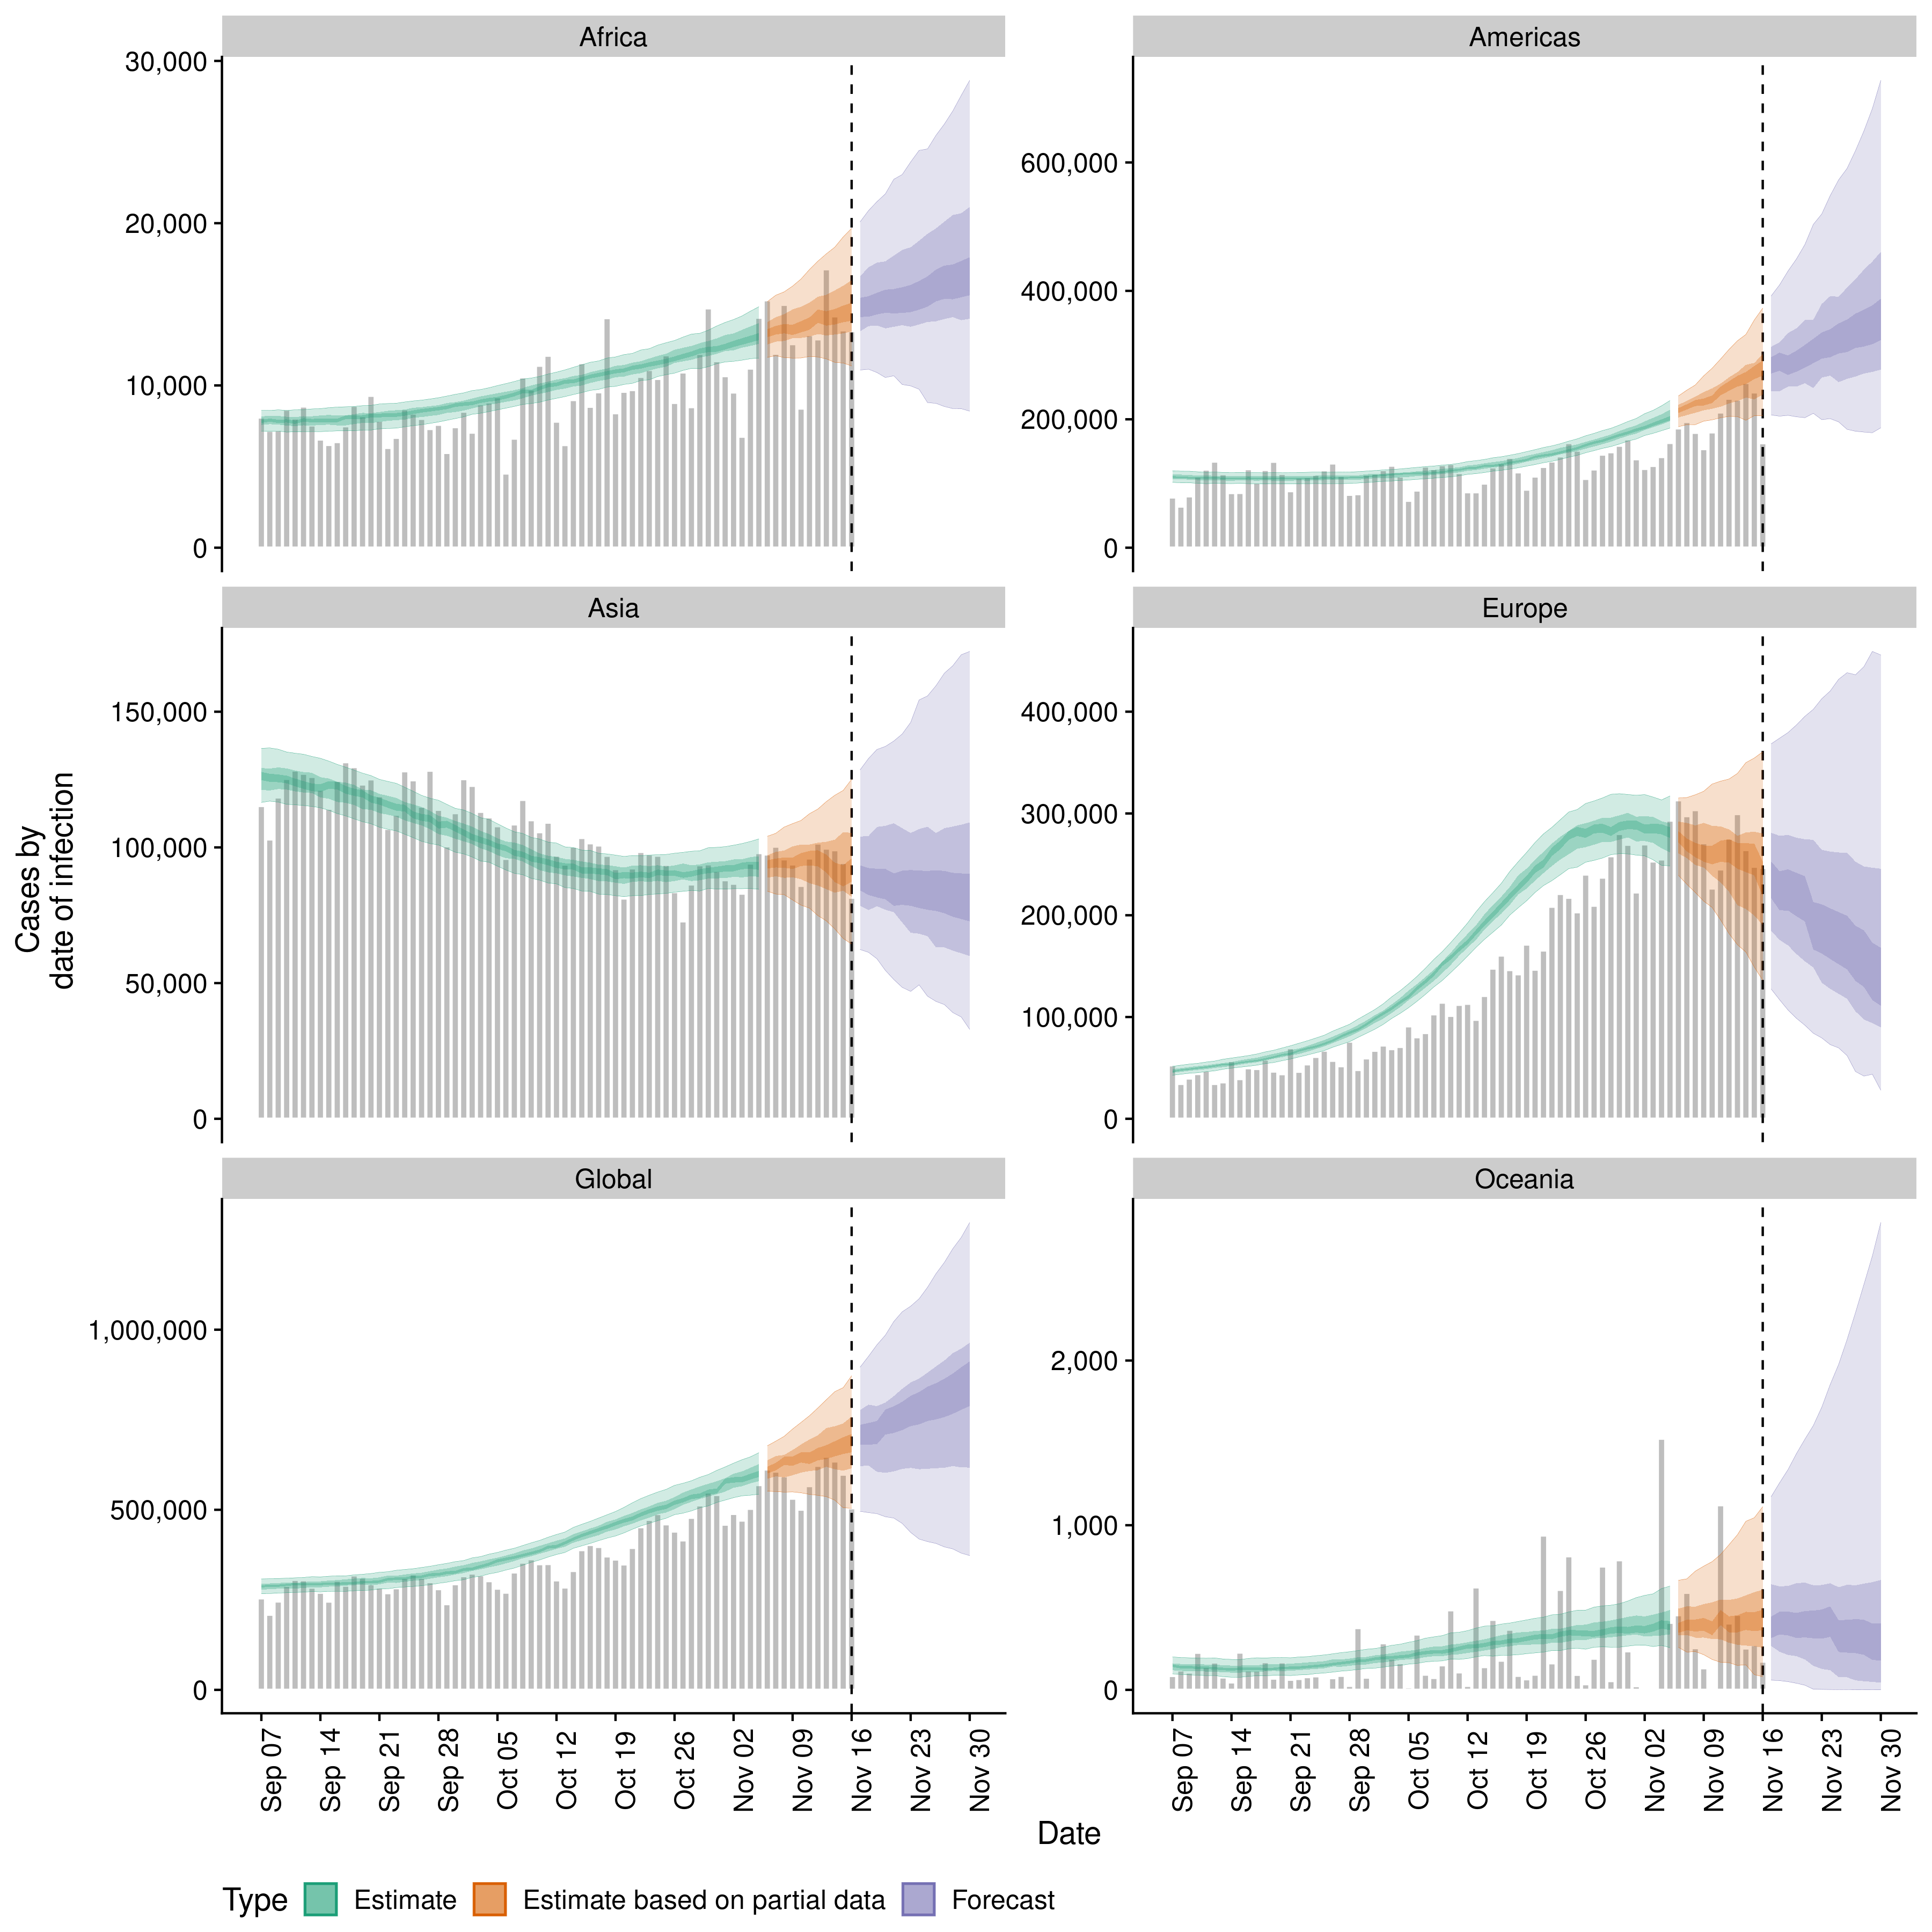 Africa
30,000
20,000
10,000
0
Americas
600,000
400,000
200,000
0
Asia
150,000
100,000
50,000
0
Europe
400,000
300,000
200,000
100,000
0
Global
1,000,000
500,000
0
Oceania
2,000
1,000
0
Cases by
date of infection
Sep 07
Sep 14
Sep 21
Sep 28
Oct 05
Oct 12
Oct 19
Oct 26
Nov 02
Nov 09
Nov 16
Nov 23
Nov 30
Sep 07
Sep 14
Sep 21
Sep 28
Oct 05
Oct 12
Oct 19
Oct 26
Nov 02
Nov 09
Nov 16
Nov 23
Nov 30
Date
Type Estimate Estimate based on partial data Forecast